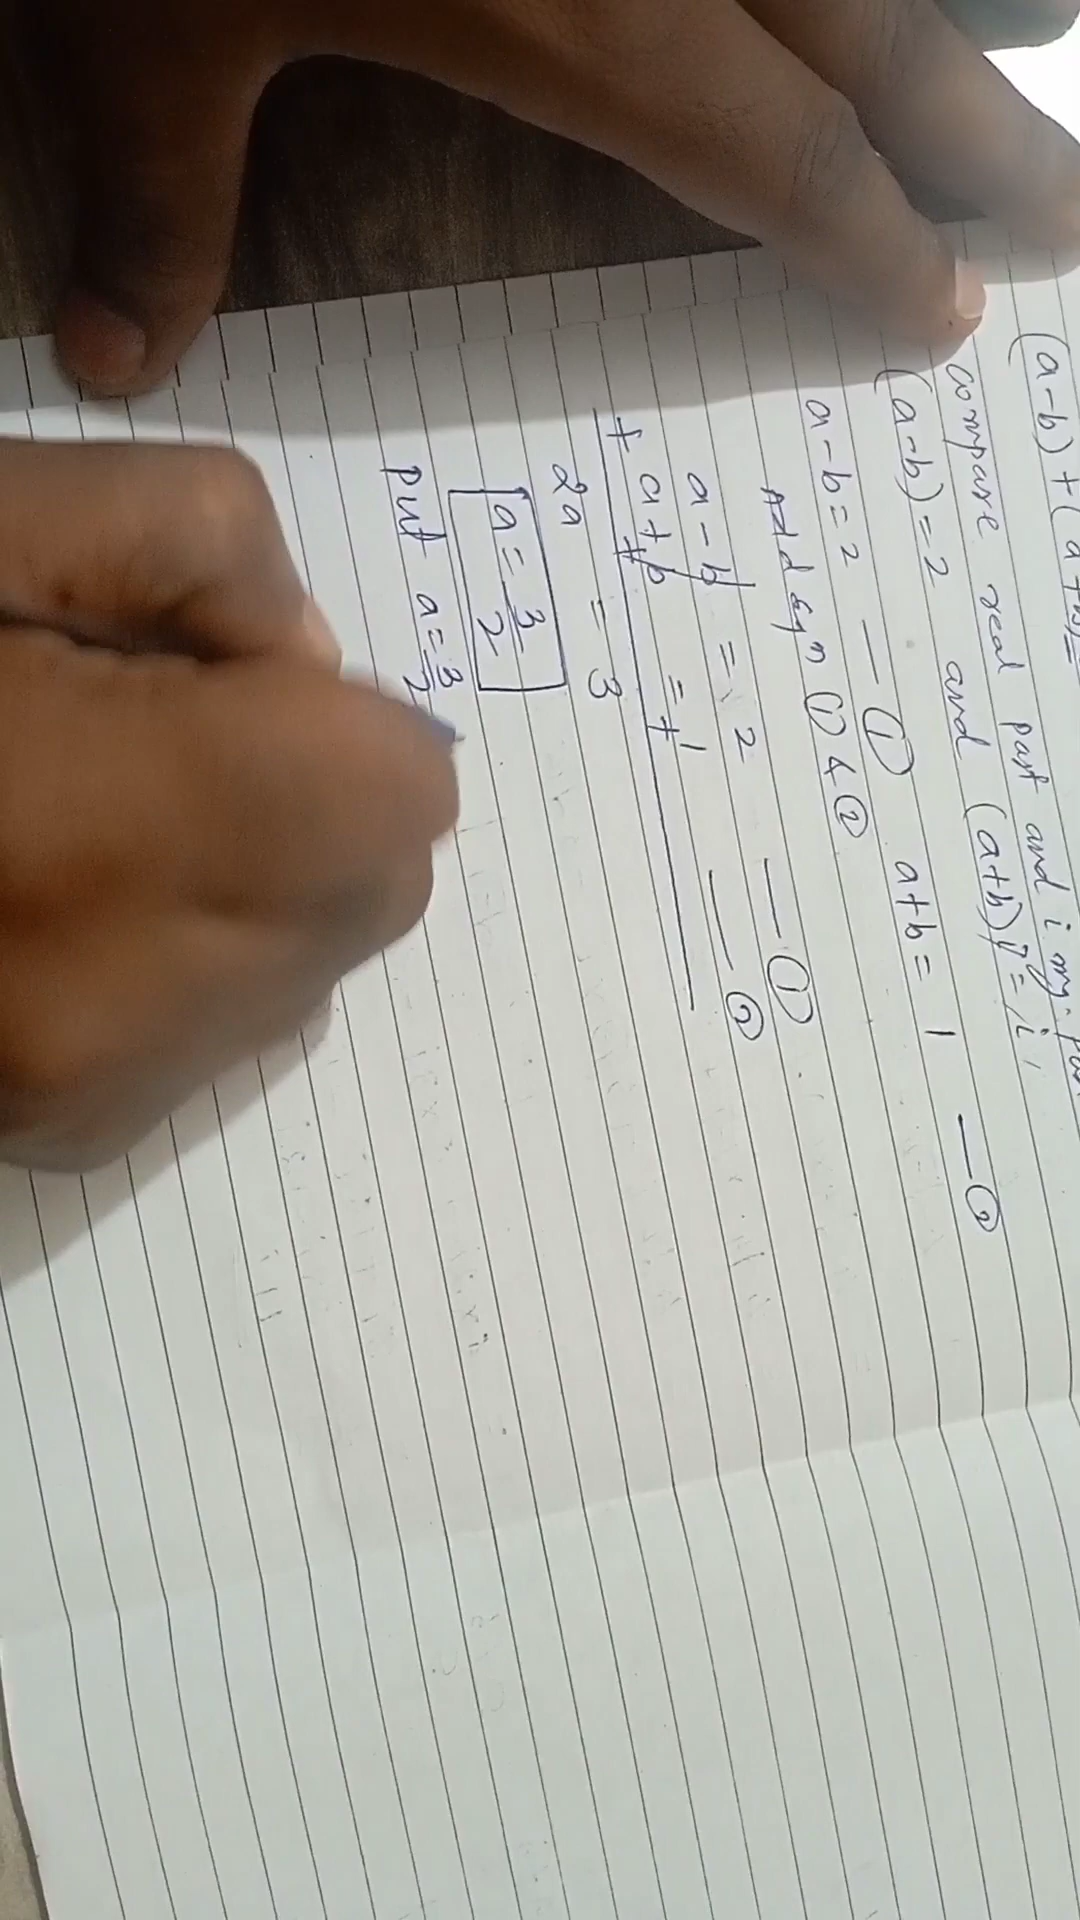 (a-b) + (a+b)i =
compare real part and img. pa
(a-b) = 2 and (a+b)i = i
a-b = 2 — ① a+b = 1 — ②
Add eqn ① & ②
a - b = 2 — ①
a + b = 1 — ②
+ + +
2a = 3
a = 3/2
put a = 3/2